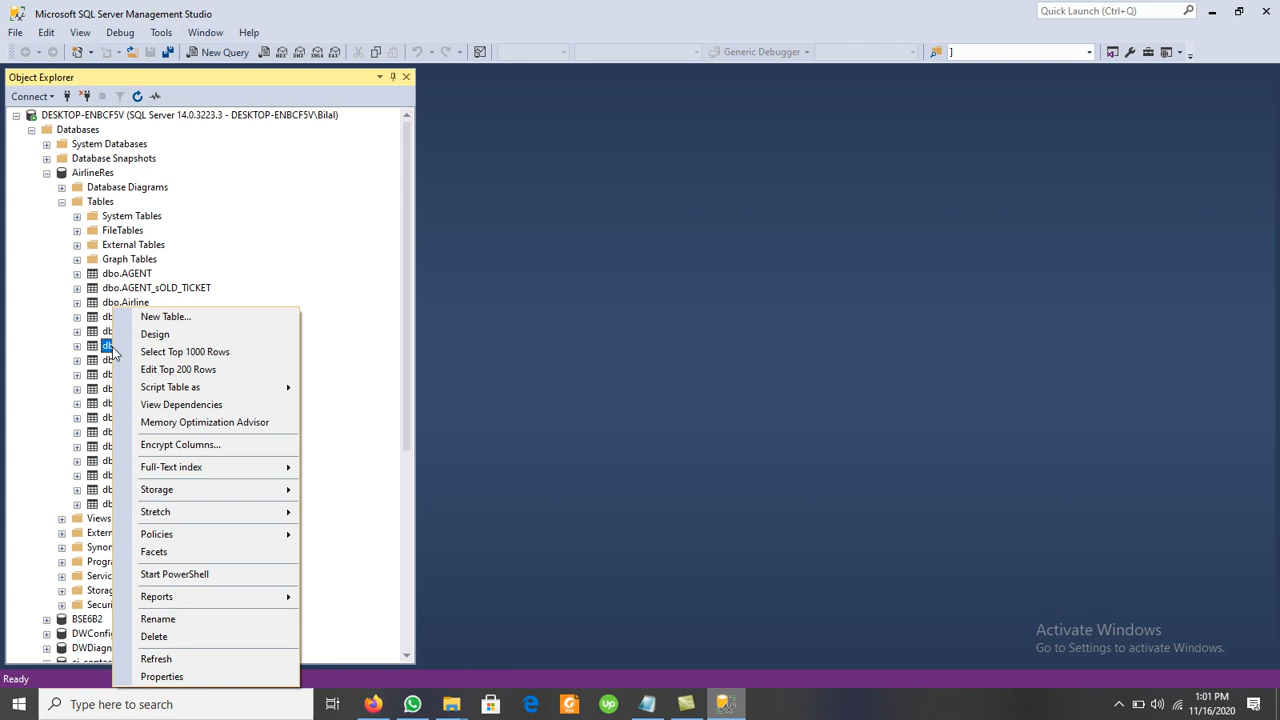 Microsoft SQL Server Management Studio
Quick Launch (Ctrl+Q)
File Edit View Debug Tools Window Help
New Query
Generic Debugger
]
Object Explorer
Connect
DESKTOP-ENBCF5V (SQL Server 14.0.3223.3 - DESKTOP-ENBCF5V\Bilal)
Databases
System Databases
Database Snapshots
AirlineRes
Database Diagrams
Tables
System Tables
FileTables
External Tables
Graph Tables
dbo.AGENT
dbo.AGENT_sOLD_TICKET
dbo.Airline
New Table...
Design
Select Top 1000 Rows
Edit Top 200 Rows
Script Table as
View Dependencies
Memory Optimization Advisor
Encrypt Columns...
Full-Text index
Storage
Stretch
Policies
Facets
Start PowerShell
Reports
Rename
Delete
Refresh
Properties
Views
BSE6B2
Activate Windows
Go to Settings to activate Windows.
Ready
Type here to search
Up
1:01 PM
11/16/2020